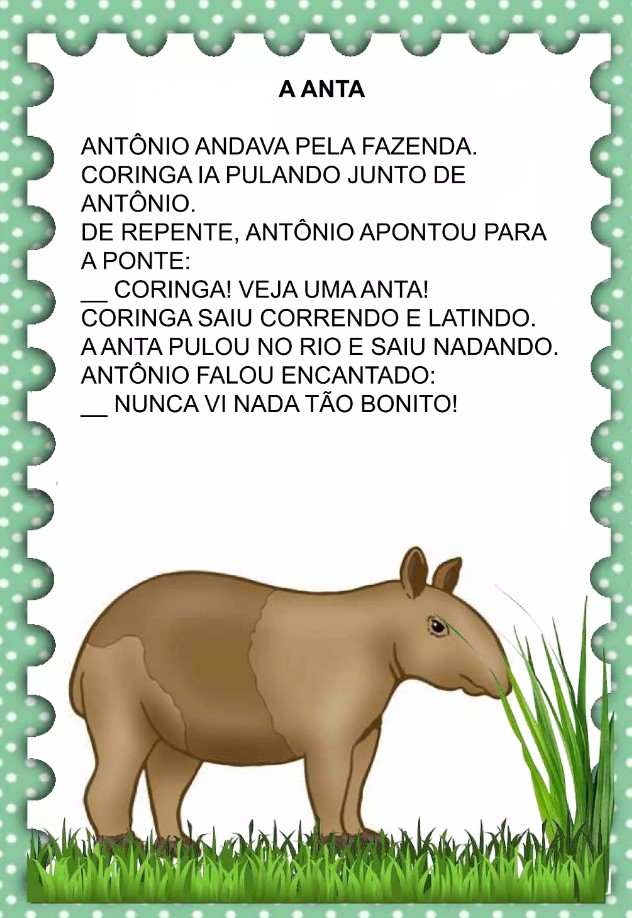 A ANTA
ANTÔNIO ANDAVA PELA FAZENDA.
CORINGA IA PULANDO JUNTO DE
ANTÔNIO.
DE REPENTE, ANTÔNIO APONTOU PARA
A PONTE:
__ CORINGA! VEJA UMA ANTA!
CORINGA SAIU CORRENDO E LATINDO.
A ANTA PULOU NO RIO E SAIU NADANDO.
ANTÔNIO FALOU ENCANTADO:
__ NUNCA VI NADA TÃO BONITO!